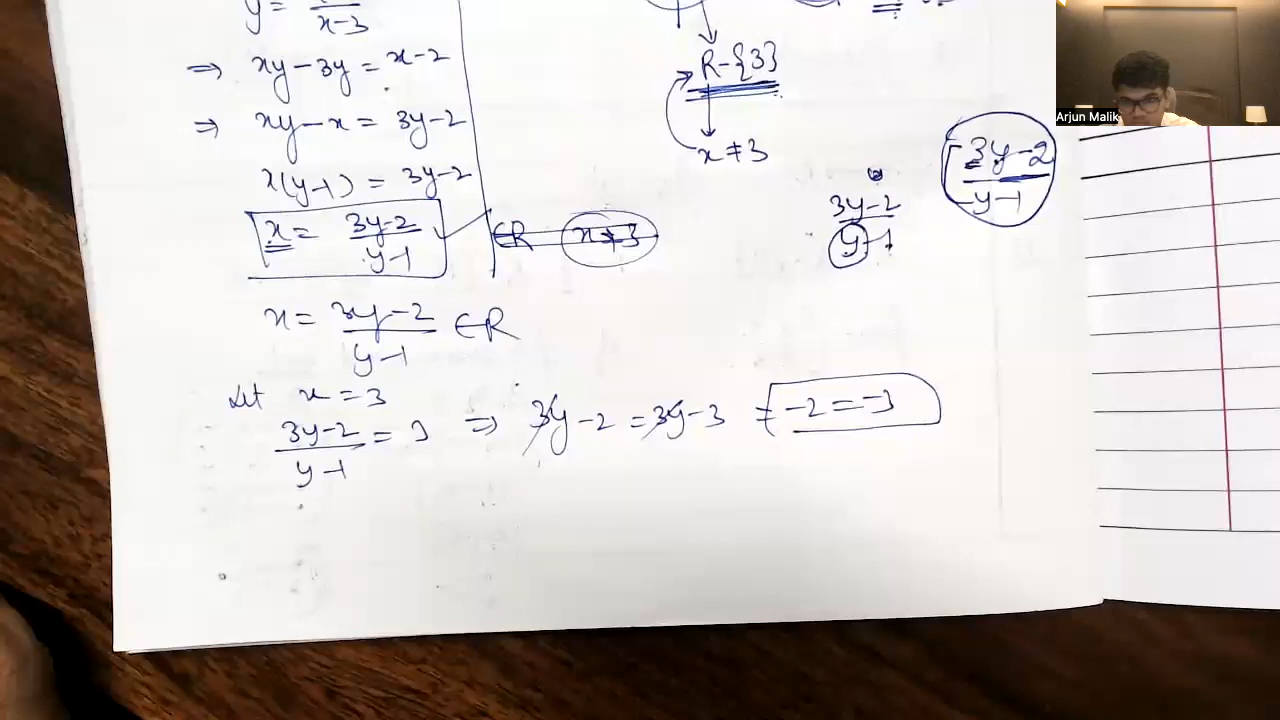 y = x-3
⇒ xy-3y = x-2
⇒ xy-x = 3y-2
x(y-1) = 3y-2
x = 3y-2 / y-1
∈R x≠3
x = 3y-2 / y-1 ∈R
Let x = 3
3y-2 / y-1 = 3 ⇒ 3y-2 = 3y-3 = -2 = -3
R-{3}
x≠3
3y-2 / y-1
3y-2 / y-1
Arjun Malik